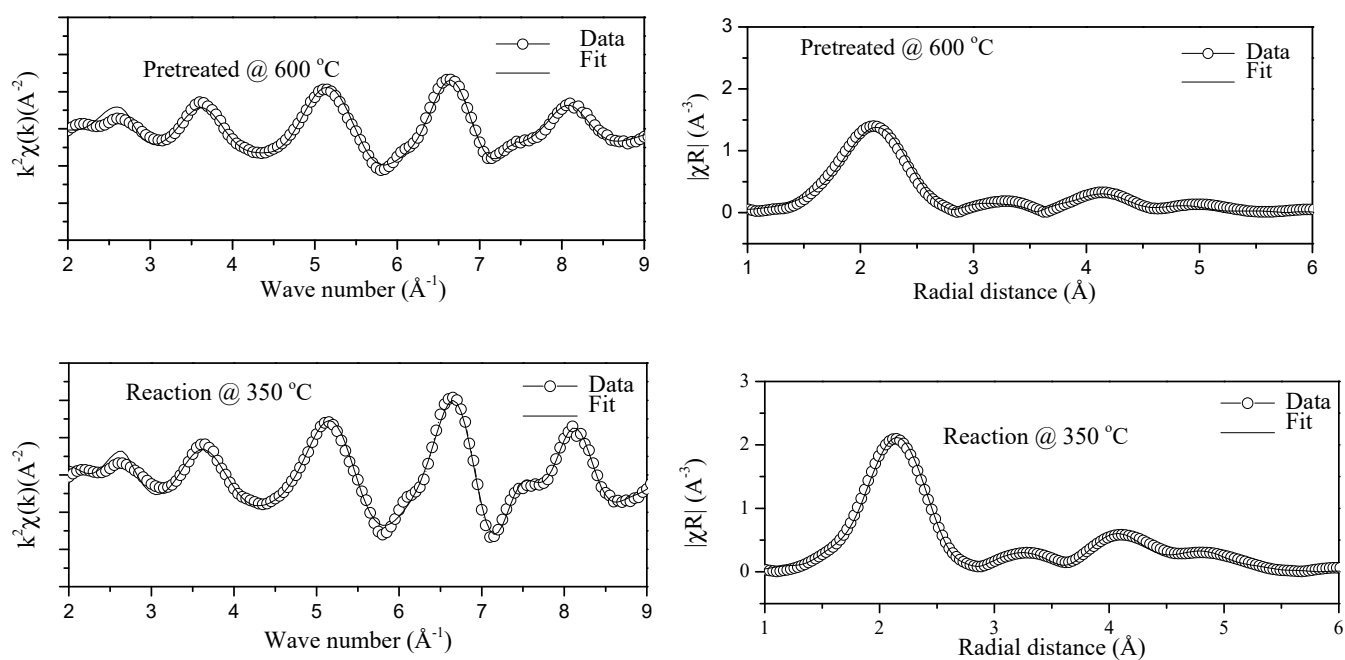 Data
Fit
Pretreated @ 600 °C
k²χ(k)(A⁻²)
2 3 4 5 6 7 8 9
Wave number (Å⁻¹)
3
2
1
0
Pretreated @ 600 °C
Data
Fit
|χR| (A⁻³)
1 2 3 4 5 6
Radial distance (Å)
Reaction @ 350 °C
Data
Fit
k²χ(k)(A⁻²)
2 3 4 5 6 7 8 9
Wave number (Å⁻¹)
3
2
1
0
Data
Fit
Reaction @ 350 °C
|χR| (A⁻³)
1 2 3 4 5 6
Radial distance (Å)